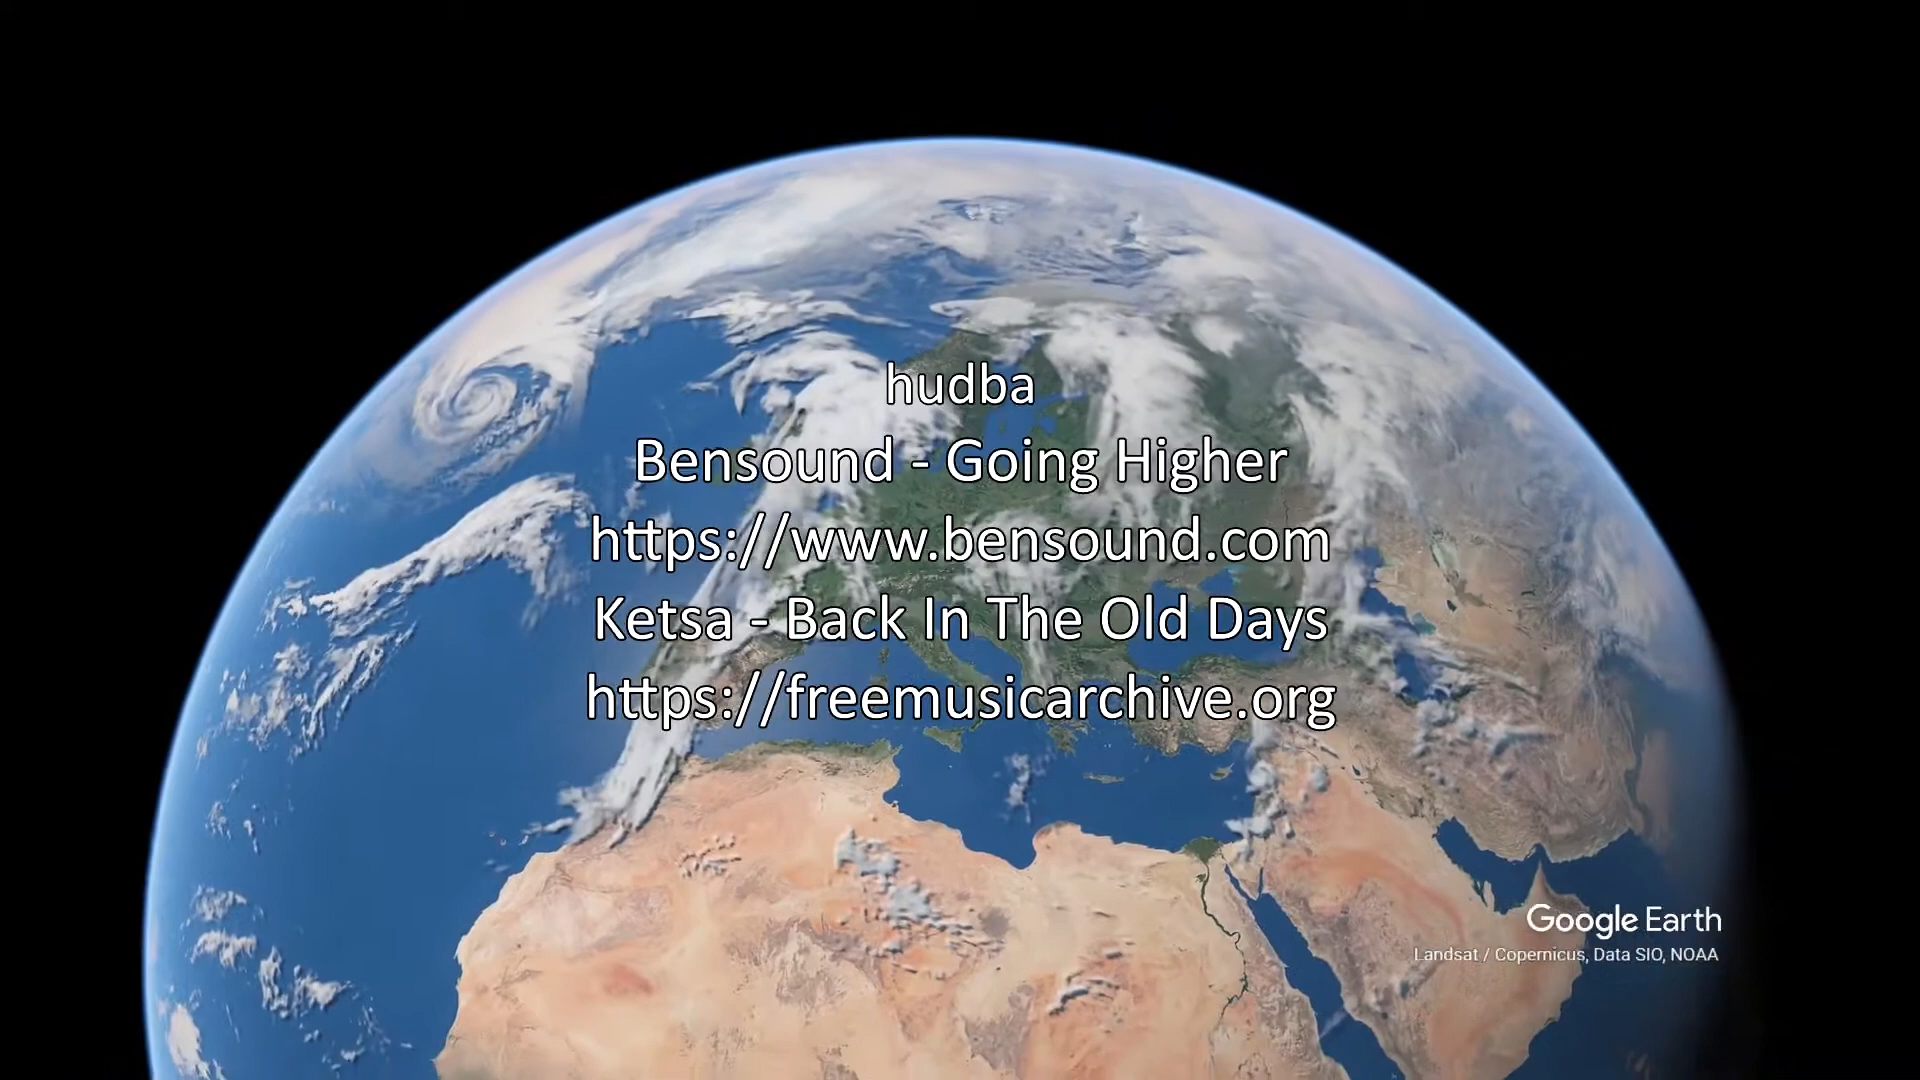 hudba
Bensound - Going Higher
https://www.bensound.com
Ketsa - Back In The Old Days
https://freemusicarchive.org
Google Earth
Landsat / Copernicus, Data SIO, NOAA